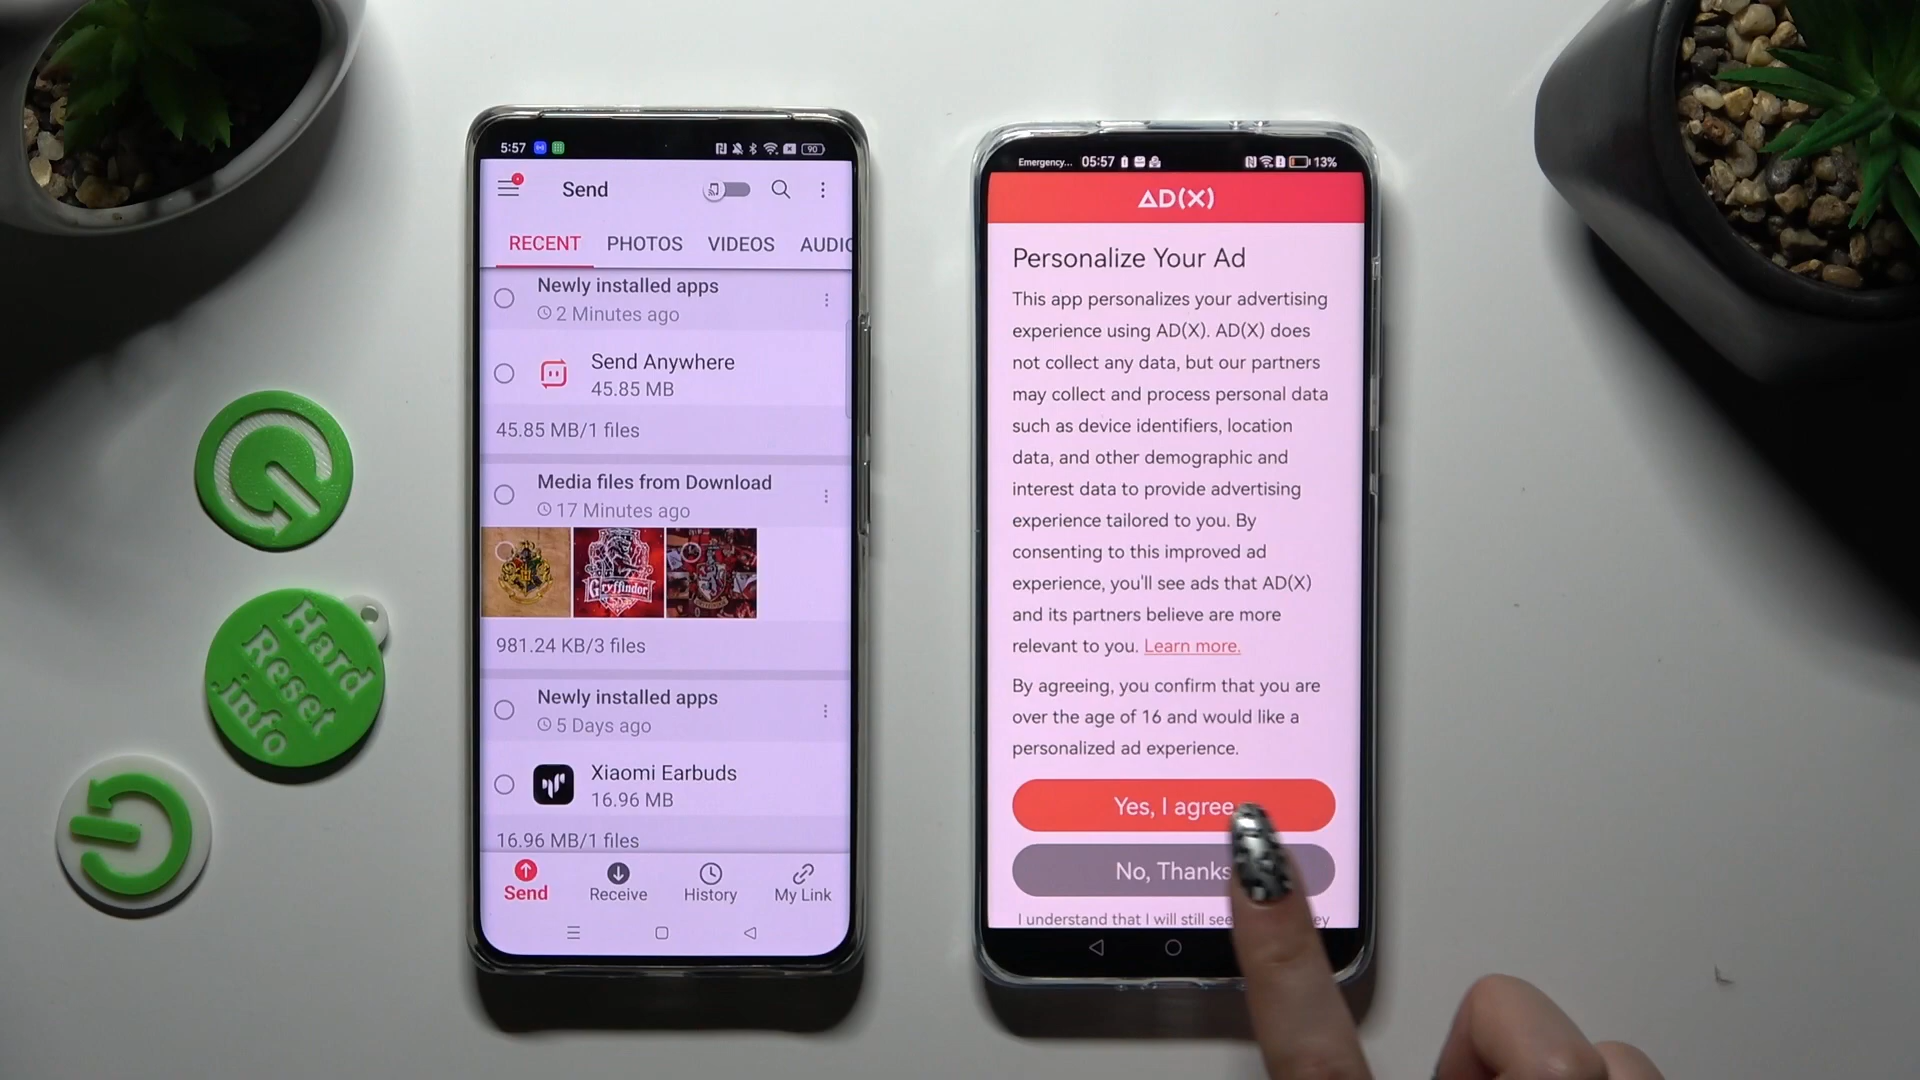 5:57
90
Send
RECENT PHOTOS VIDEOS AUDIO
Newly installed apps
2 Minutes ago
Send Anywhere
45.85 MB
45.85 MB/1 files
Media files from Download
17 Minutes ago
Gryffindor
981.24 KB/3 files
Newly installed apps
5 Days ago
Xiaomi Earbuds
16.96 MB
16.96 MB/1 files
Send
Receive
History
My Link
Emergency... 05:57
13%
AD(X)
Personalize Your Ad
This app personalizes your advertising
experience using AD(X). AD(X) does
not collect any data, but our partners
may collect and process personal data
such as device identifiers, location
data, and other demographic and
interest data to provide advertising
experience tailored to you. By
consenting to this improved ad
experience, you'll see ads that AD(X)
and its partners believe are more
relevant to you. Learn more.
By agreeing, you confirm that you are
over the age of 16 and would like a
personalized ad experience.
Yes, I agree
No, Thanks
I understand that I will still see
Hard
Reset
.info